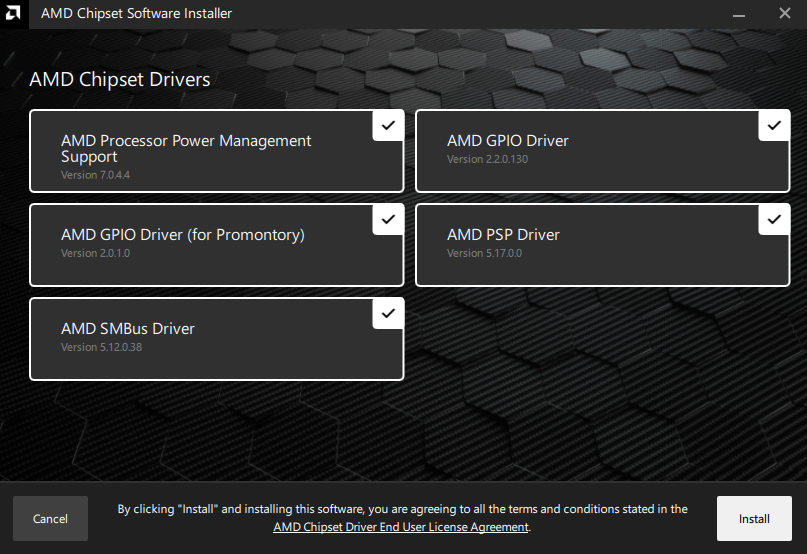 AMD Chipset Software Installer
AMD Chipset Drivers
AMD Processor Power Management
Support
Version 7.0.4.4
AMD GPIO Driver
Version 2.2.0.130
AMD GPIO Driver (for Promontory)
Version 2.0.1.0
AMD PSP Driver
Version 5.17.0.0
AMD SMBus Driver
Version 5.12.0.38
Cancel
By clicking "Install" and installing this software, you are agreeing to all the terms and conditions stated in the
AMD Chipset Driver End User License Agreement.
Install